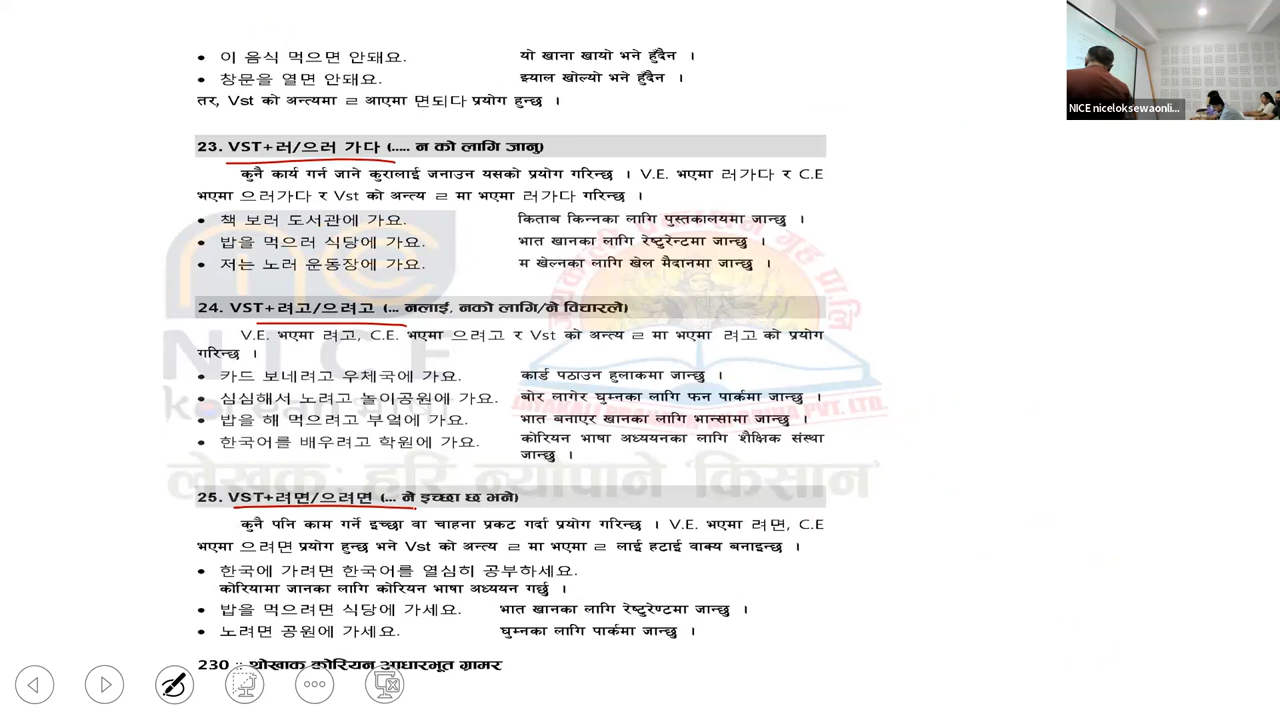 • 이 음식 먹으면 안돼요. यो खाना खायो भने हुँदैन ।
• 창문을 열면 안돼요. झ्याल खोल्यो भने हुँदैन ।
तर, Vst को अन्त्यमा ㄹ आएमा 면되다 प्रयोग हुन्छ ।
23. VST+러/으러 가다 (..... न को लागि जानु)
कुनै कार्य गर्न जाने कुरालाई जनाउन यसको प्रयोग गरिन्छ । V.E. भएमा 러가다 र C.E
भएमा 으러가다 र Vst को अन्त्य ㄹ मा भएमा 러가다 गरिन्छ ।
• 책 보러 도서관에 가요. किताब किन्नका लागि पुस्तकालयमा जान्छु ।
• 밥을 먹으러 식당에 가요. भात खानका लागि रेष्टुरेन्टमा जान्छु ।
• 저는 노러 운동장에 가요. म खेल्नका लागि खेल मैदानमा जान्छु ।
24. VST+려고/으려고 (... नलाई, नको लागि/ने विचारले)
V.E. भएमा 려고, C.E. भएमा 으려고 र Vst को अन्त्य ㄹ मा भएमा 려고 को प्रयोग
गरिन्छ ।
• 카드 보네려고 우체국에 가요. कार्ड पठाउन हुलाकमा जान्छु ।
• 심심해서 노려고 놀이공원에 가요. बोर लागेर घुम्नका लागि फन पार्कमा जान्छु ।
• 밥을 해 먹으려고 부엌에 가요. भात बनाएर खानका लागि भान्सामा जान्छु ।
• 한국어를 배우려고 학원에 가요. कोरियन भाषा अध्ययनका लागि शैक्षिक संस्था
जान्छु ।
25. VST+려면/으려면 (... ने इच्छा छ भने)
कुनै पनि काम गर्ने इच्छा वा चाहना प्रकट गर्दा प्रयोग गरिन्छ । V.E. भएमा 려면, C.E
भएमा 으려면 प्रयोग हुन्छ भने Vst को अन्त्य ㄹ मा भएमा ㄹ लाई हटाई वाक्य बनाइन्छ ।
• 한국에 가려면 한국어를 열심히 공부하세요.
कोरियामा जानका लागि कोरियन भाषा अध्ययन गर्छु ।
• 밥을 먹으려면 식당에 가세요. भात खानका लागि रेष्टुरेण्टमा जान्छु ।
• 노려면 공원에 가세요. घुम्नका लागि पार्कमा जान्छु ।
230 :: थोखाक कोरियन आधारभूत ग्रामर
NICE
korean भाषा
लेखक: हरि न्यौपाने 'किसान'
NICE niceloksewaonli...